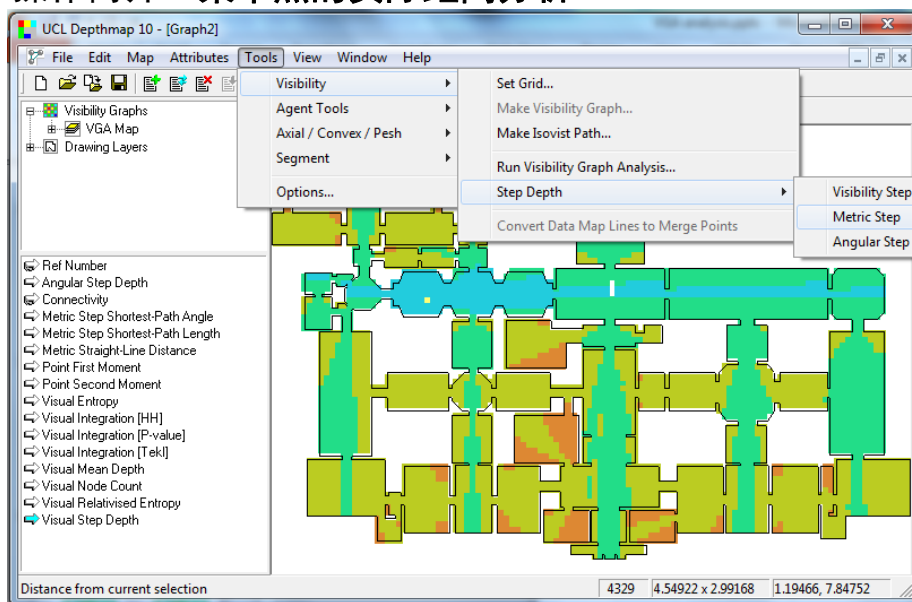 UCL Depthmap 10 - [Graph2]
File Edit Map Attributes Tools View Window Help
Visibility
Agent Tools
Axial / Convex / Pesh
Segment
Options...
Set Grid...
Make Visibility Graph...
Make Isovist Path...
Run Visibility Graph Analysis...
Step Depth
Convert Data Map Lines to Merge Points
Visibility Step
Metric Step
Angular Step
Visibility Graphs
VGA Map
Drawing Layers
Ref Number
Angular Step Depth
Connectivity
Metric Step Shortest-Path Angle
Metric Step Shortest-Path Length
Metric Straight-Line Distance
Point First Moment
Point Second Moment
Visual Entropy
Visual Integration [HH]
Visual Integration [P-value]
Visual Integration [Tekl]
Visual Mean Depth
Visual Node Count
Visual Relativised Entropy
Visual Step Depth
Distance from current selection
4329
4.54922 x 2.99168
1.19466, 7.84752